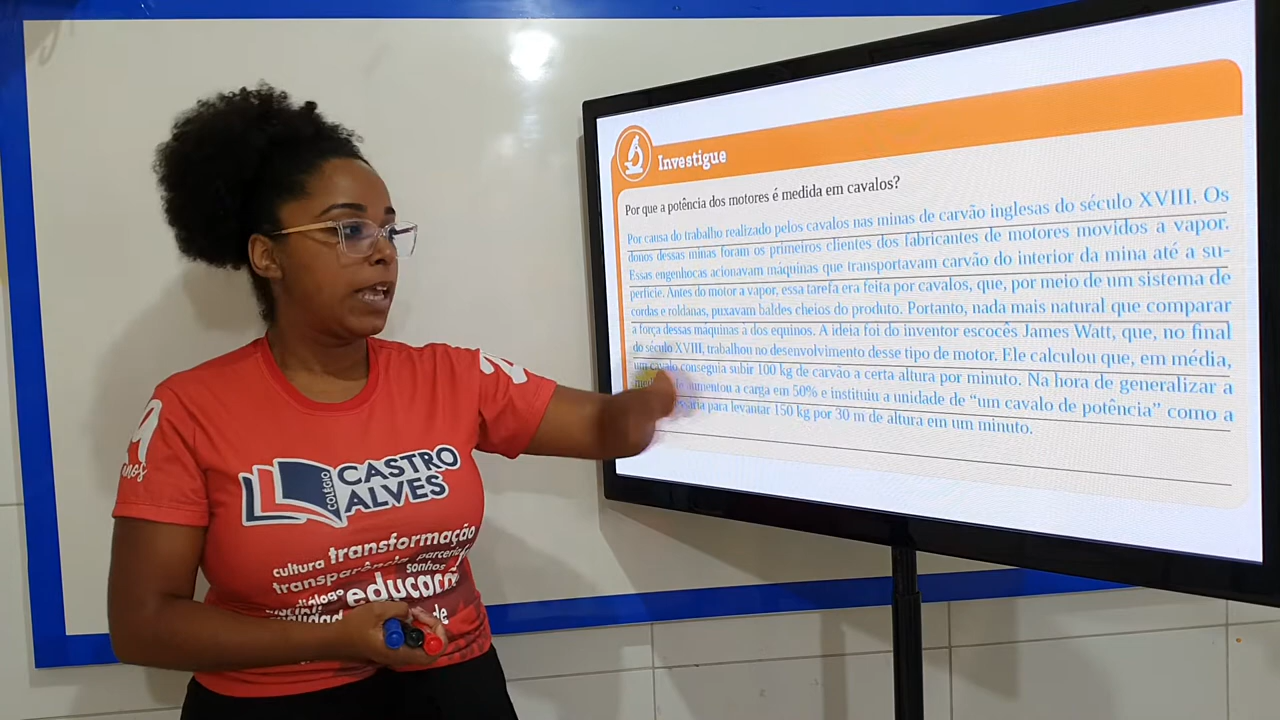 Investigue
Por que a potência dos motores é medida em cavalos?
Por causa do trabalho realizado pelos cavalos nas minas de carvão inglesas do século XVIII. Os
donos dessas minas foram os primeiros clientes dos fabricantes de motores movidos a vapor.
Essas engenhocas acionavam máquinas que transportavam carvão do interior da mina até a su-
perfície. Antes do motor a vapor, essa tarefa era feita por cavalos, que, por meio de um sistema de
cordas e roldanas, puxavam baldes cheios do produto. Portanto, nada mais natural que comparar
a força dessas máquinas à dos equinos. A ideia foi do inventor escocês James Watt, que, no final
do século XVIII, trabalhou no desenvolvimento desse tipo de motor. Ele calculou que, em média,
um cavalo conseguia subir 100 kg de carvão a certa altura por minuto. Na hora de generalizar a
aumentou a carga em 50% e instituiu a unidade de “um cavalo de potência” como a
para levantar 150 kg por 30 m de altura em um minuto.
9
anos
COLÉGIO
CASTRO
ALVES
cultura transformação
transparência parceria
sonhos
diálogo educaçã
de